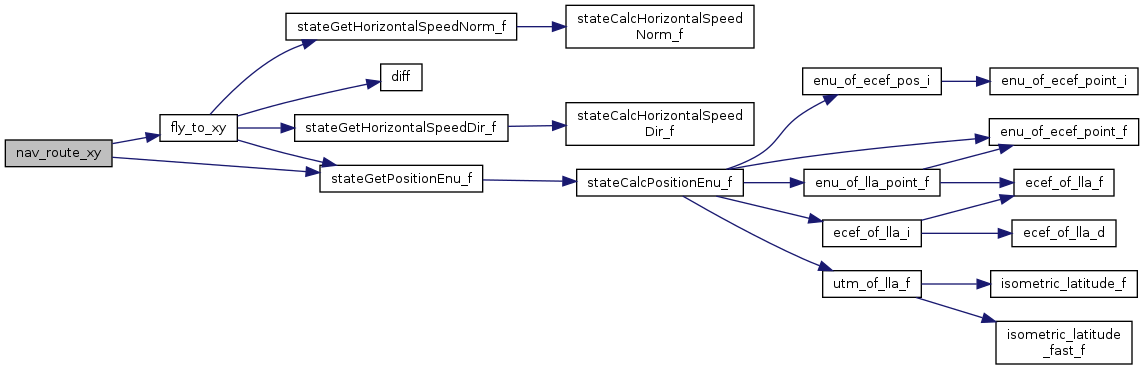 nav_route_xy
fly_to_xy
stateGetHorizontalSpeedNorm_f
diff
stateGetHorizontalSpeedDir_f
stateGetPositionEnu_f
stateCalcHorizontalSpeed
Norm_f
stateCalcHorizontalSpeed
Dir_f
stateCalcPositionEnu_f
enu_of_ecef_pos_i
enu_of_lla_point_f
ecef_of_lla_i
utm_of_lla_f
enu_of_ecef_point_i
enu_of_ecef_point_f
ecef_of_lla_f
ecef_of_lla_d
isometric_latitude_f
isometric_latitude
_fast_f